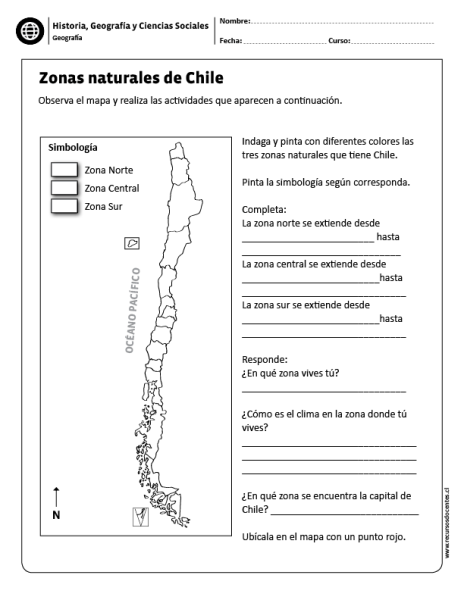 Historia, Geografía y Ciencias Sociales
Geografía
Nombre:
Fecha: Curso:
Zonas naturales de Chile
Observa el mapa y realiza las actividades que aparecen a continuación.
Simbología
Zona Norte
Zona Central
Zona Sur
OCÉANO PACÍFICO
N
Indaga y pinta con diferentes colores las
tres zonas naturales que tiene Chile.
Pinta la simbología según corresponda.
Completa:
La zona norte se extiende desde
hasta
La zona central se extiende desde
hasta
La zona sur se extiende desde
hasta
Responde:
¿En qué zona vives tú?
¿Cómo es el clima en la zona donde tú
vives?
¿En qué zona se encuentra la capital de
Chile?
Ubícala en el mapa con un punto rojo.
www.recursosdocentes.cl